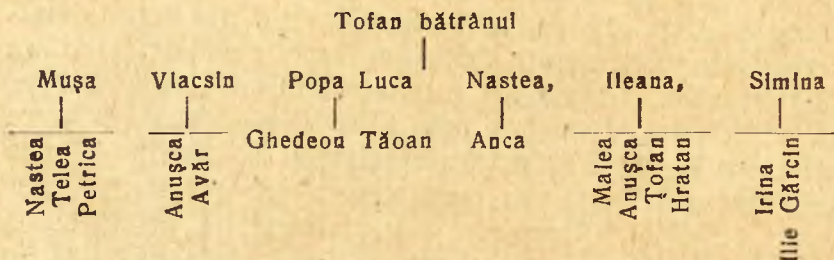 Tofan bătrânul
Muşa Vlacsin Popa Luca Nastea, Ileana, Simina
Nastea
Telea
Petrica
Anuşca
Avăr
Ghedeon Tăoan
Anca
Malea
Anuşca
Ţofan
Hratan
Irina
Ilie Gărcin